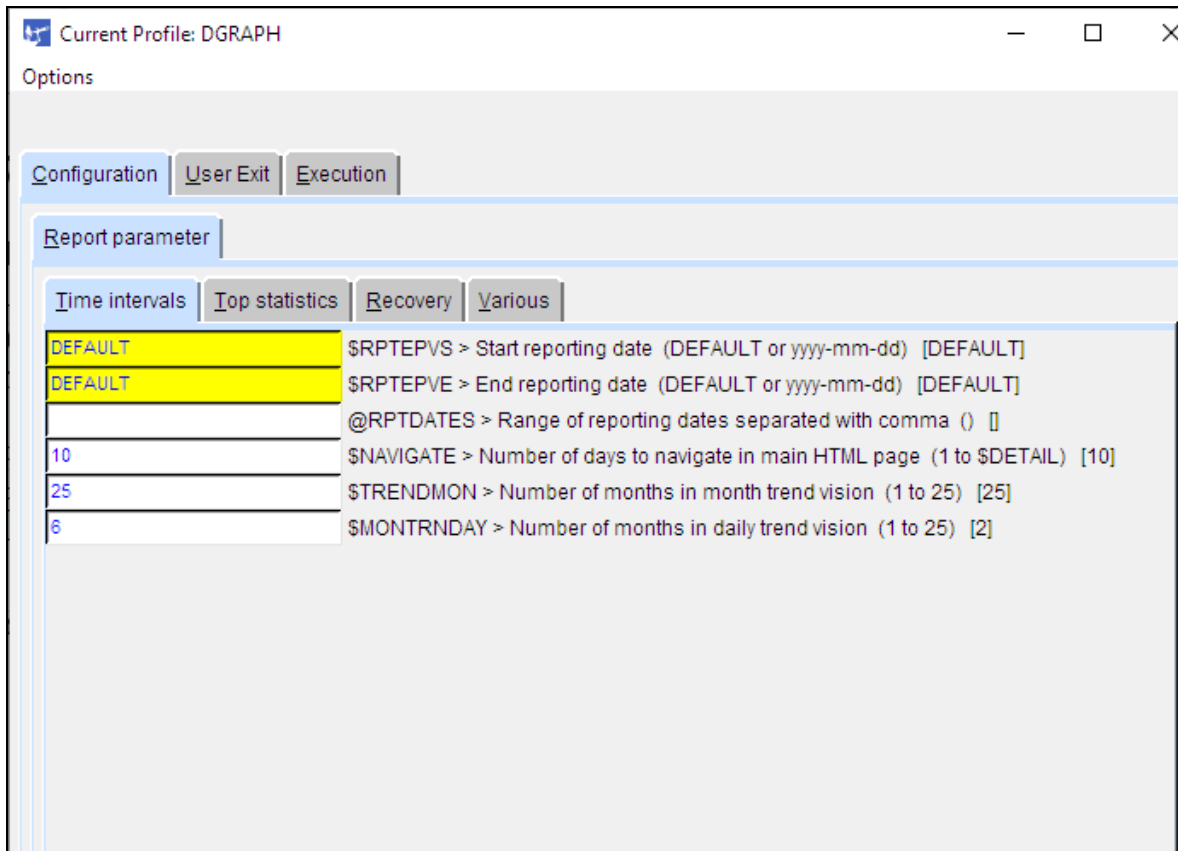 Current Profile: DGRAPH
Options
Configuration User Exit Execution
Report parameter
Time intervals Top statistics Recovery Various
DEFAULT $RPTEPVS > Start reporting date (DEFAULT or yyyy-mm-dd) [DEFAULT]
DEFAULT $RPTEPVE > End reporting date (DEFAULT or yyyy-mm-dd) [DEFAULT]
@RPTDATES > Range of reporting dates separated with comma () []
10 $NAVIGATE > Number of days to navigate in main HTML page (1 to $DETAIL) [10]
25 $TRENDMON > Number of months in month trend vision (1 to 25) [25]
6 $MONTRNDAY > Number of months in daily trend vision (1 to 25) [2]